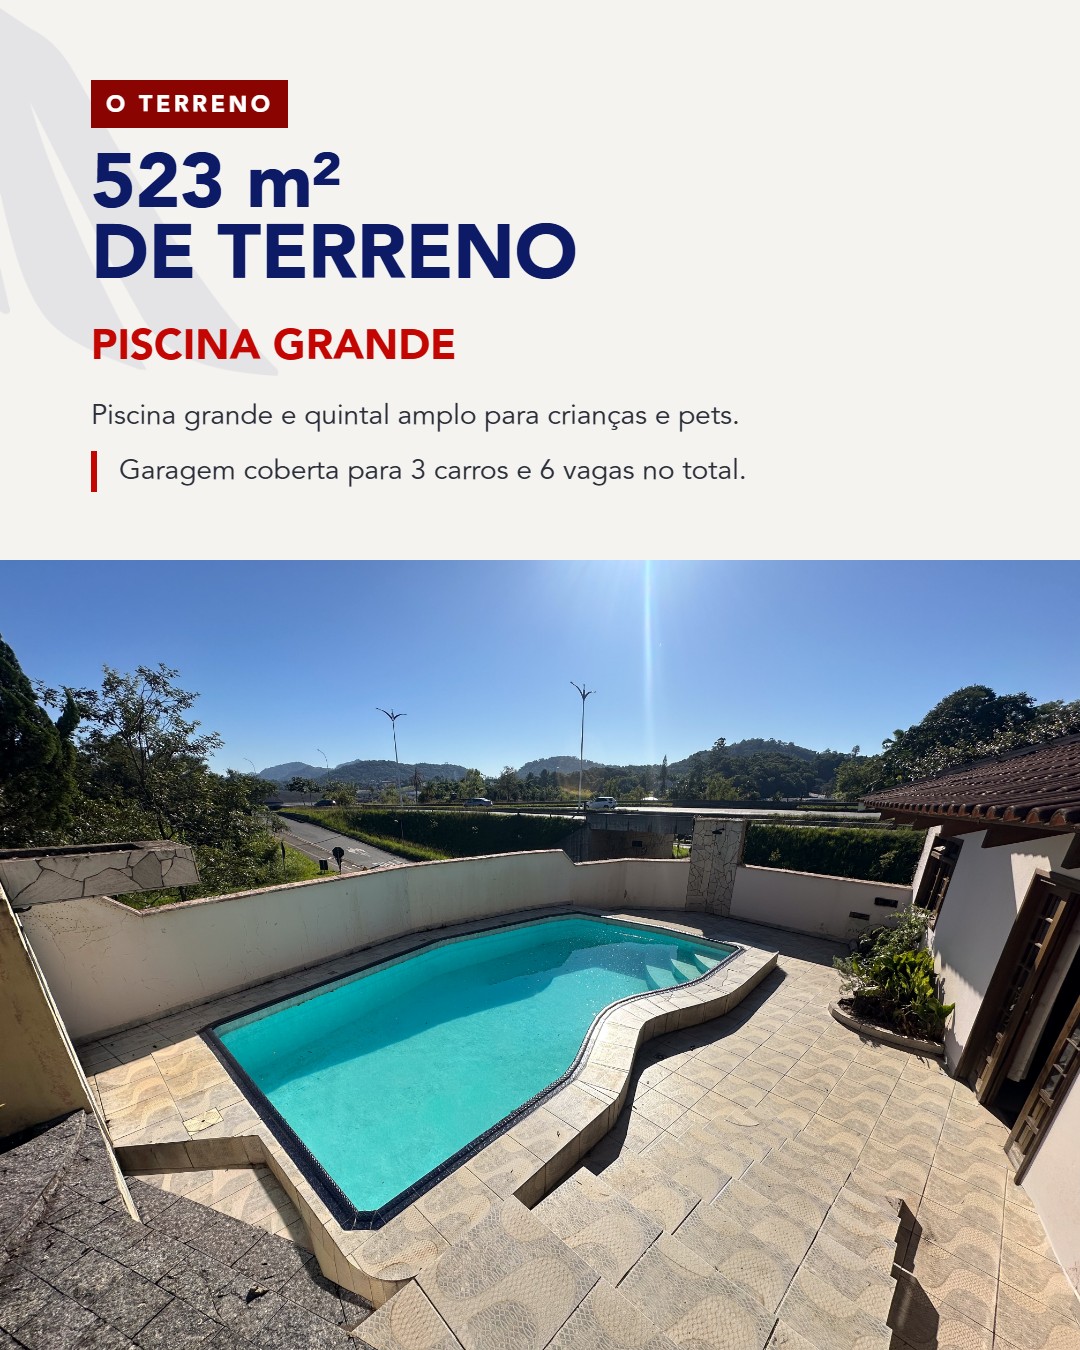 O TERRENO
523 m²
DE TERRENO
PISCINA GRANDE
Piscina grande e quintal amplo para crianças e pets.
Garagem coberta para 3 carros e 6 vagas no total.